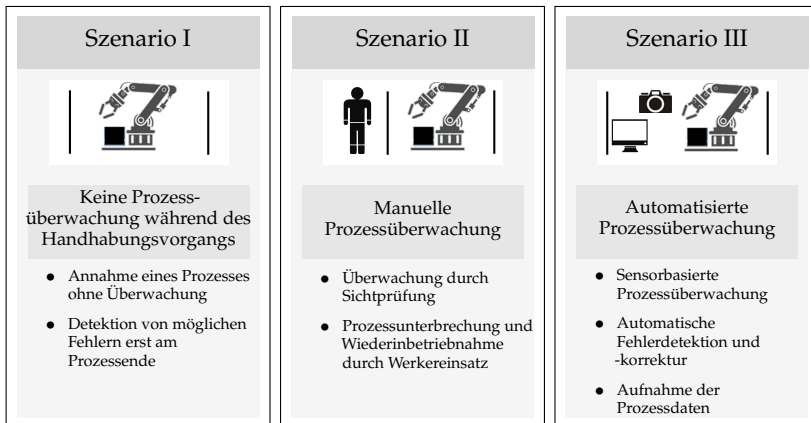 Szenario I
Keine Prozess-
überwachung während des
Handhabungsvorgangs
● Annahme eines Prozesses
ohne Überwachung
● Detektion von möglichen
Fehlern erst am
Prozessende
Szenario II
Manuelle
Prozessüberwachung
● Überwachung durch
Sichtprüfung
● Prozessunterbrechung und
Wiederinbetriebnahme
durch Werkereinsatz
Szenario III
Automatisierte
Prozessüberwachung
● Sensorbasierte
Prozessüberwachung
● Automatische
Fehlerdetektion und
-korrektur
● Aufnahme der
Prozessdaten